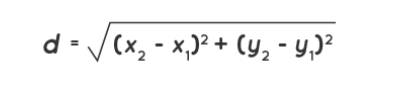 d = √(x₂ - x₁)² + (y₂ - y₁)²